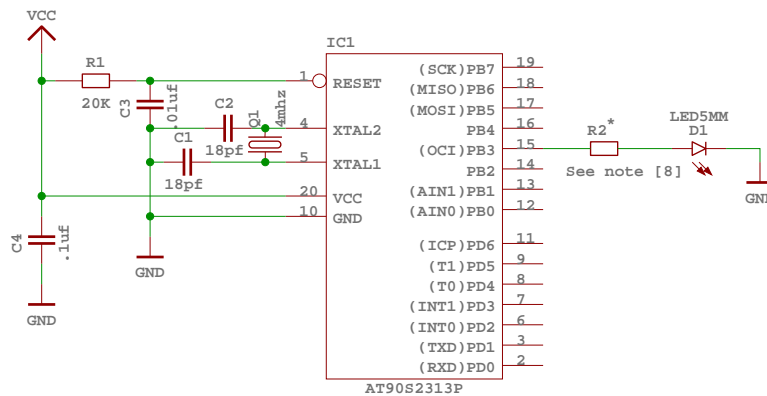 VCC
IC1
R1
20K
C3
.01uf
C2
18pf
C1
18pf
Q1
4mhz
C4
.1uf
GND
GND
1
RESET
4
XTAL2
5
XTAL1
20
VCC
10
GND
(SCK)PB7
19
(MISO)PB6
18
(MOSI)PB5
17
PB4
16
(OCI)PB3
15
PB2
14
(AIN1)PB1
13
(AIN0)PB0
12
(ICP)PD6
11
(T1)PD5
9
(T0)PD4
8
(INT1)PD3
7
(INT0)PD2
6
(TXD)PD1
3
(RXD)PD0
2
AT90S2313P
R2*
See note [8]
LED5MM
D1
GND